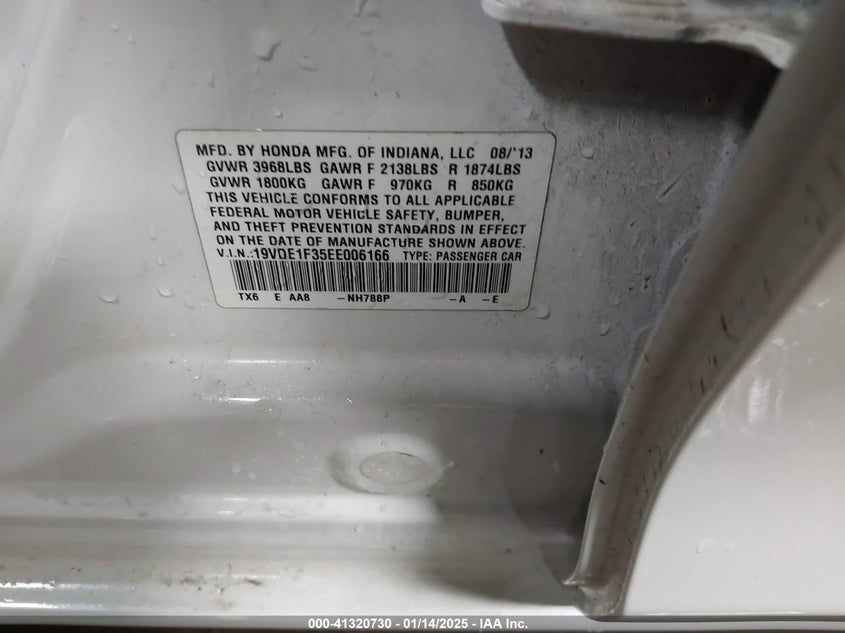 MFD. BY HONDA MFG. OF INDIANA, LLC 08/'13
GVWR 3968LBS GAWR F 2138LBS R 1874LBS
GVWR 1800KG GAWR F 970KG R 850KG
THIS VEHICLE CONFORMS TO ALL APPLICABLE
FEDERAL MOTOR VEHICLE SAFETY, BUMPER,
AND THEFT PREVENTION STANDARDS IN EFFECT
ON THE DATE OF MANUFACTURE SHOWN ABOVE.
V.I.N.:19VDE1F35EE006166 TYPE: PASSENGER CAR
TX6 E AA8 -NH788P -A -E
000-41320730 - 01/14/2025 - IAA Inc.